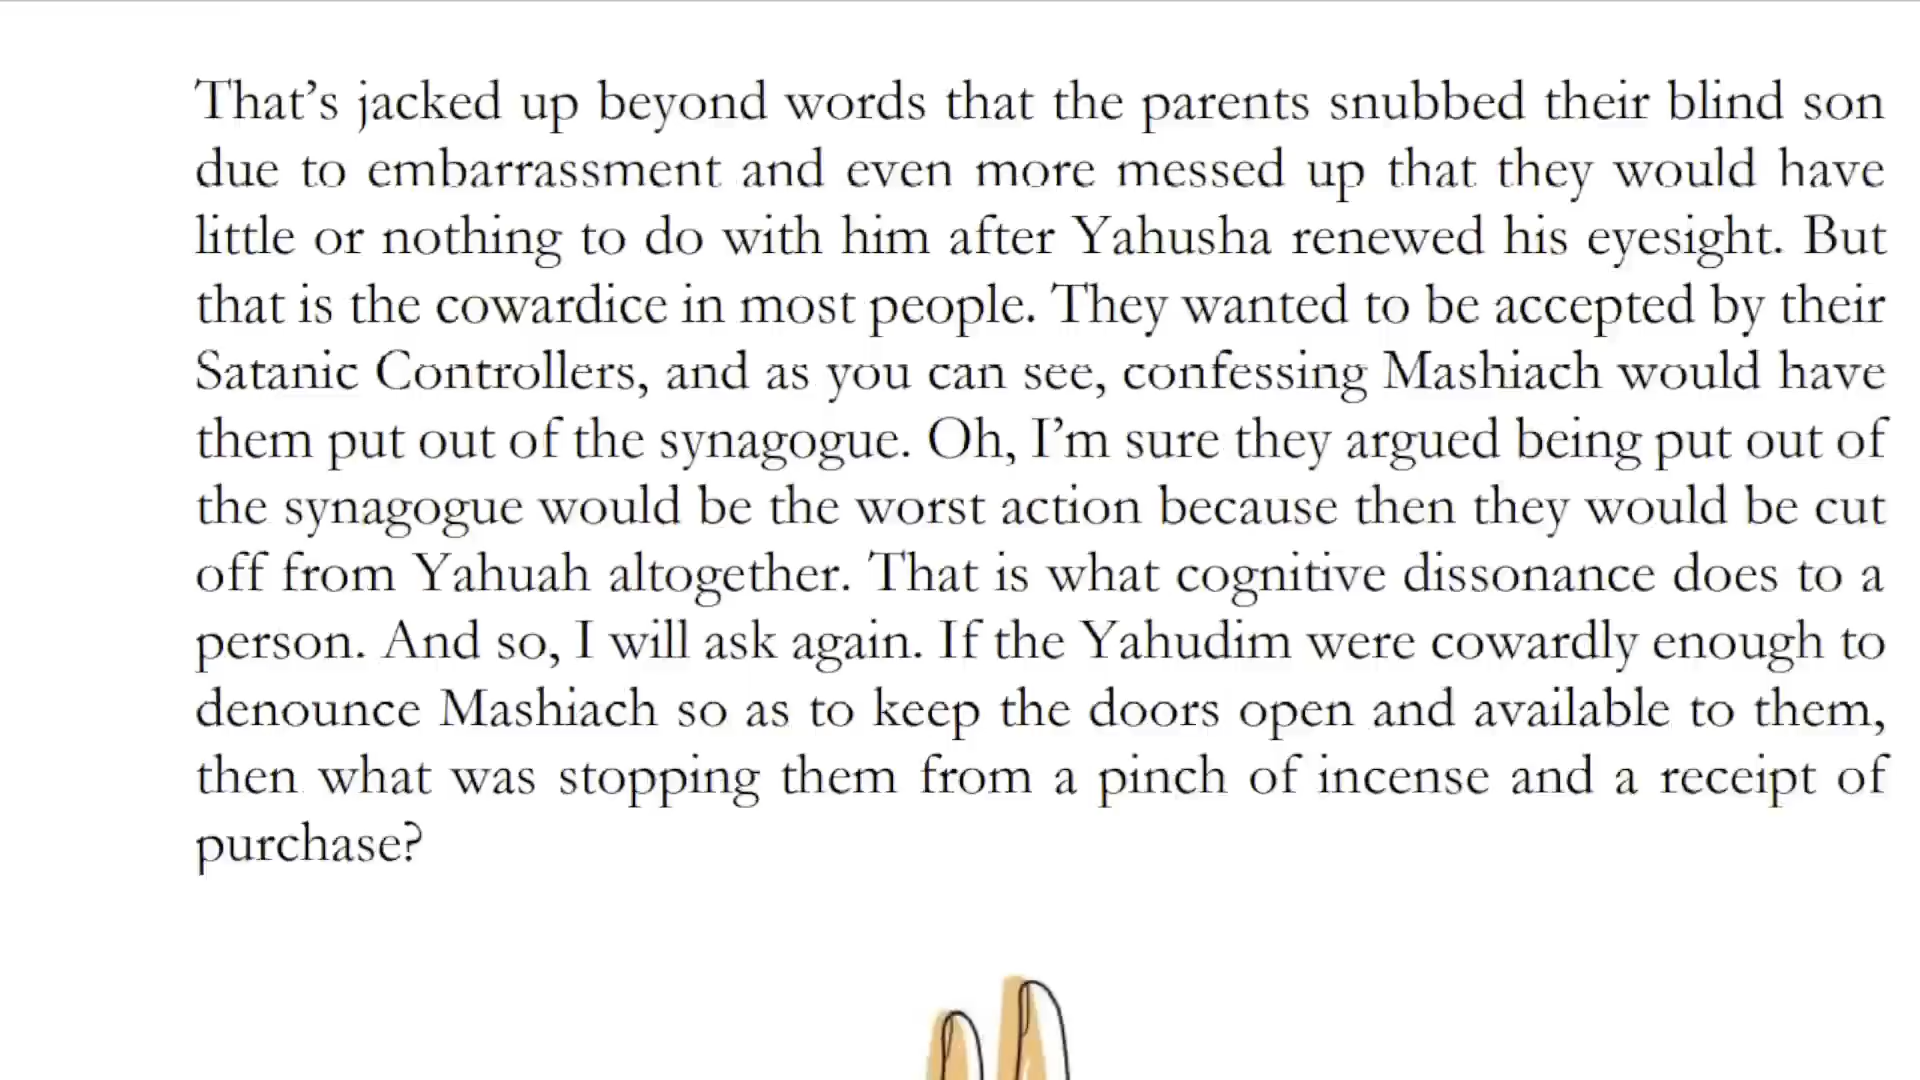 That’s jacked up beyond words that the parents snubbed their blind son
due to embarrassment and even more messed up that they would have
little or nothing to do with him after Yahusha renewed his eyesight. But
that is the cowardice in most people. They wanted to be accepted by their
Satanic Controllers, and as you can see, confessing Mashiach would have
them put out of the synagogue. Oh, I’m sure they argued being put out of
the synagogue would be the worst action because then they would be cut
off from Yahuah altogether. That is what cognitive dissonance does to a
person. And so, I will ask again. If the Yahudim were cowardly enough to
denounce Mashiach so as to keep the doors open and available to them,
then what was stopping them from a pinch of incense and a receipt of
purchase?